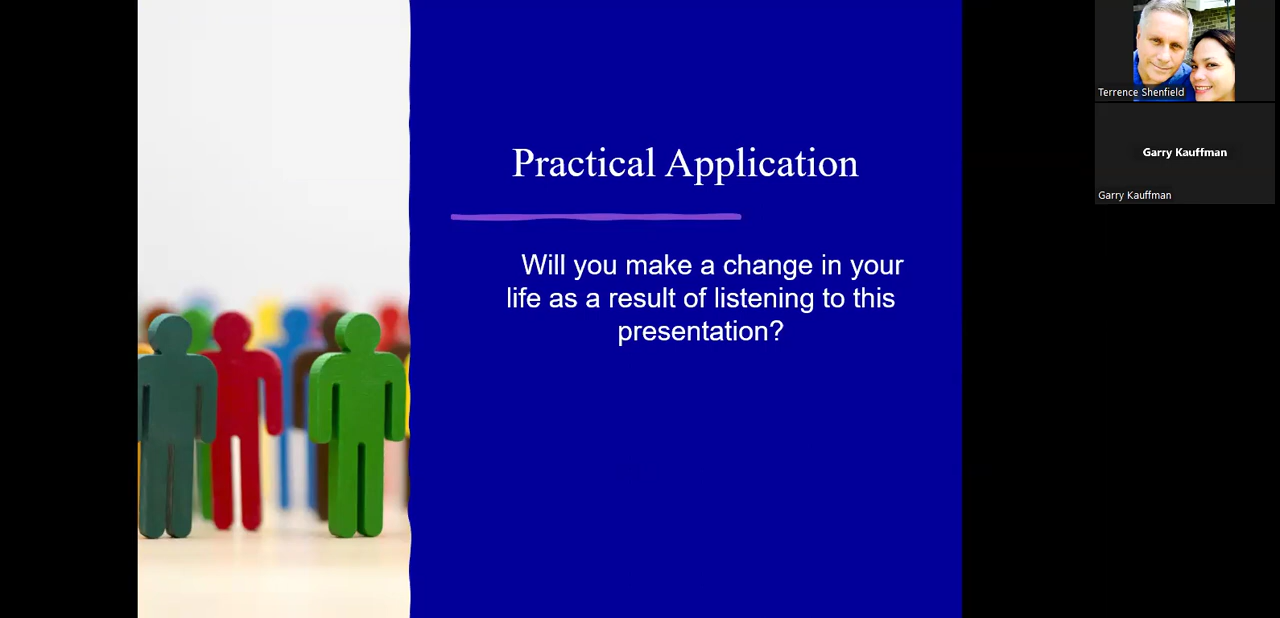 Practical Application
Will you make a change in your
life as a result of listening to this
presentation?
Terrence Shenfield
Garry Kauffman
Garry Kauffman